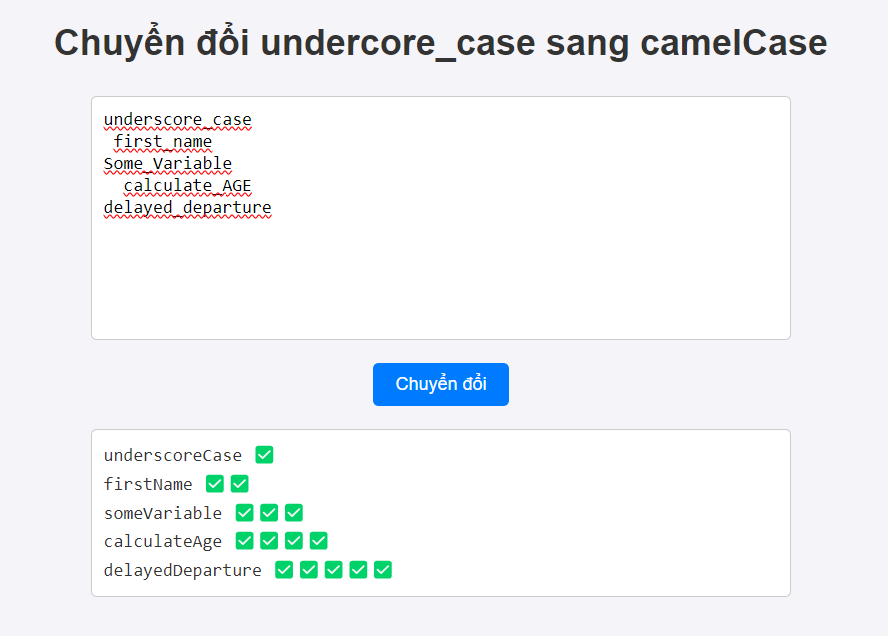 Chuyển đổi undercore_case sang camelCase
underscore_case
first_name
Some_Variable
calculate_AGE
delayed_departure
Chuyển đổi
underscoreCase ✅
firstName ✅✅
someVariable ✅✅✅
calculateAge ✅✅✅✅
delayedDeparture ✅✅✅✅✅